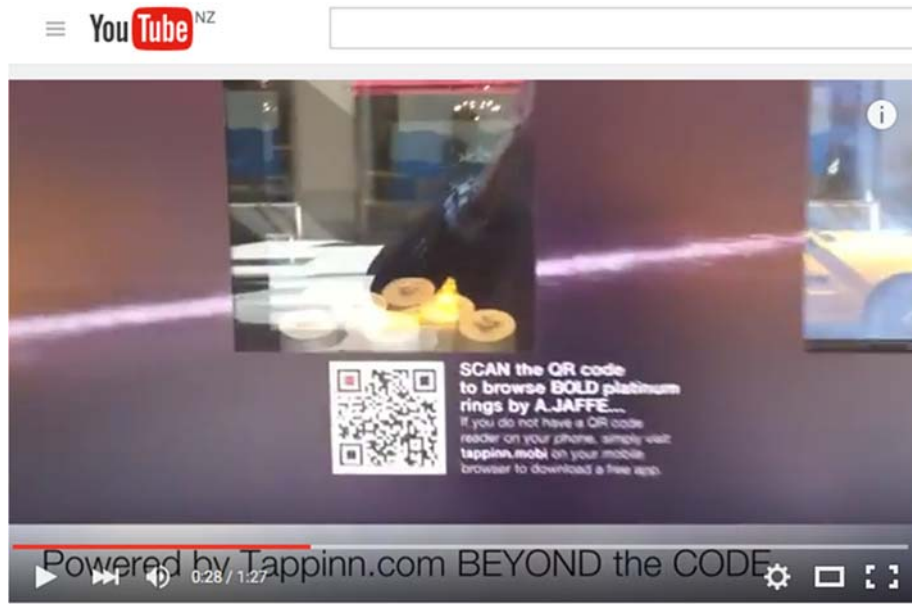 YouTube NZ
SCAN the QR code
to browse BOLD platinum
rings by A.JAFFE...
If you do not have a QR code
reader on your phone, simply visit
tappinn.mobi on your mobile
browser to download a free app.
Powered by Tappinn.com BEYOND the CODE
0:28 / 1:27